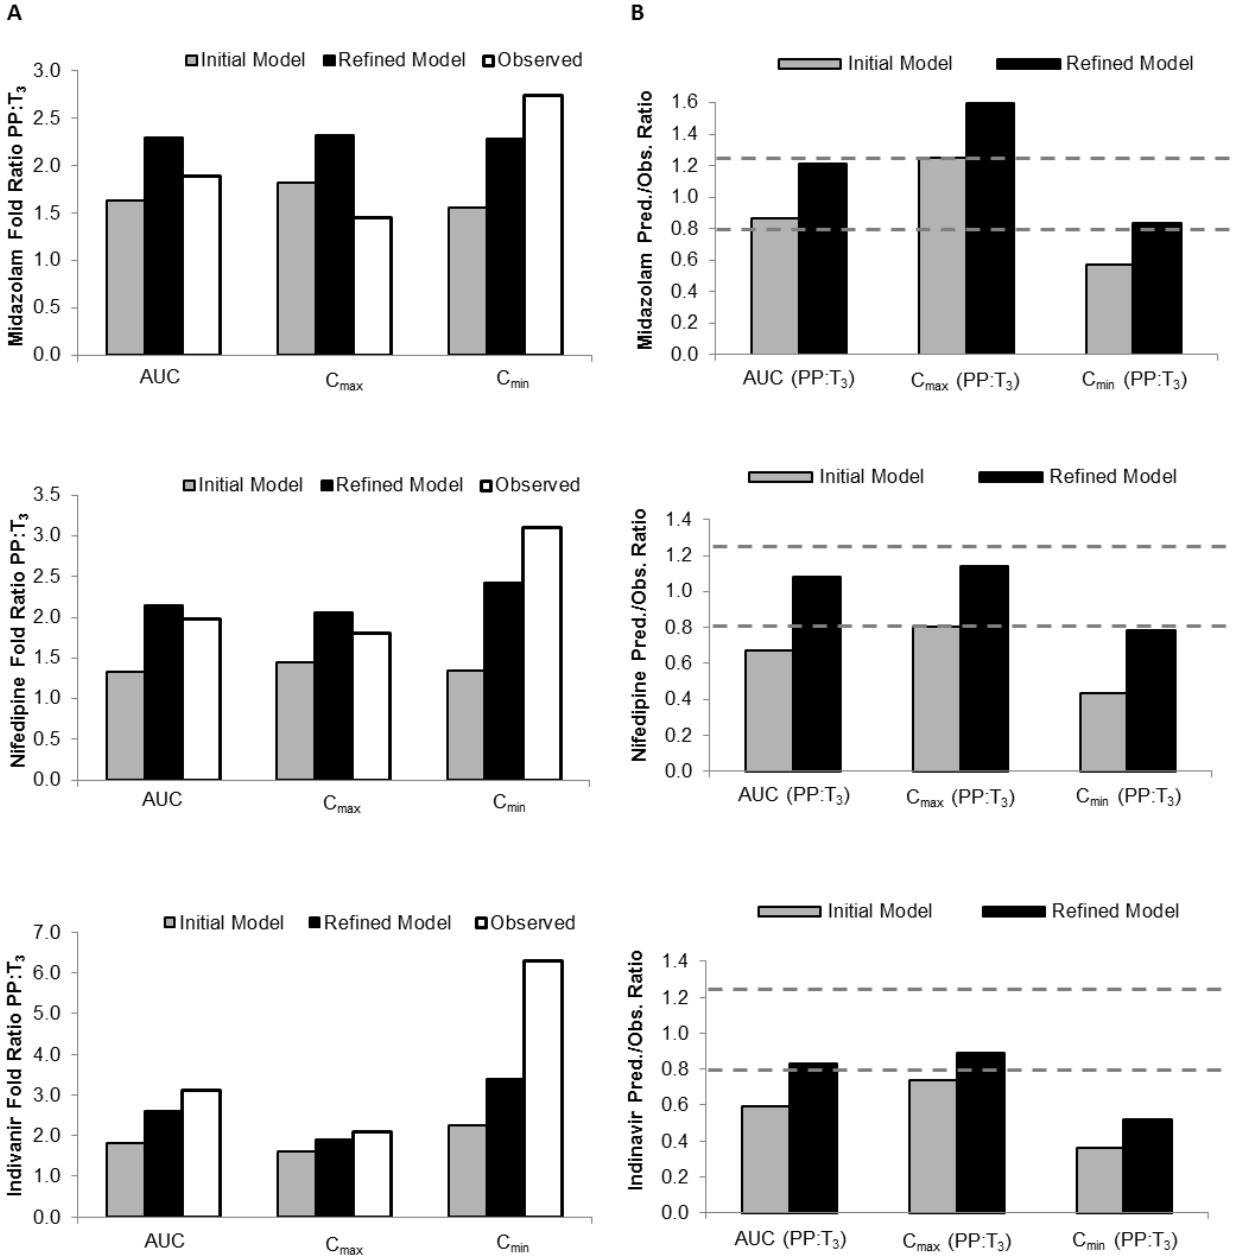 A
B
Initial Model Refined Model Observed
Midazolam Fold Ratio PP:T3
3.0
2.5
2.0
1.5
1.0
0.5
0.0
AUC Cmax Cmin
Initial Model Refined Model
Midazolam Pred./Obs. Ratio
1.6
1.4
1.2
1.0
0.8
0.6
0.4
0.2
0.0
AUC (PP:T3) Cmax (PP:T3) Cmin (PP:T3)
Initial Model Refined Model Observed
Nifedipine Fold Ratio PP:T3
3.5
3.0
2.5
2.0
1.5
1.0
0.5
0.0
AUC Cmax Cmin
Initial Model Refined Model
Nifedipine Pred./Obs. Ratio
1.4
1.2
1.0
0.8
0.6
0.4
0.2
0.0
AUC (PP:T3) Cmax (PP:T3) Cmin (PP:T3)
Initial Model Refined Model Observed
Indivanir Fold Ratio PP:T3
7.0
6.0
5.0
4.0
3.0
2.0
1.0
0.0
AUC Cmax Cmin
Initial Model Refined Model
Indinavir Pred./Obs. Ratio
1.4
1.2
1.0
0.8
0.6
0.4
0.2
0.0
AUC (PP:T3) Cmax (PP:T3) Cmin (PP:T3)